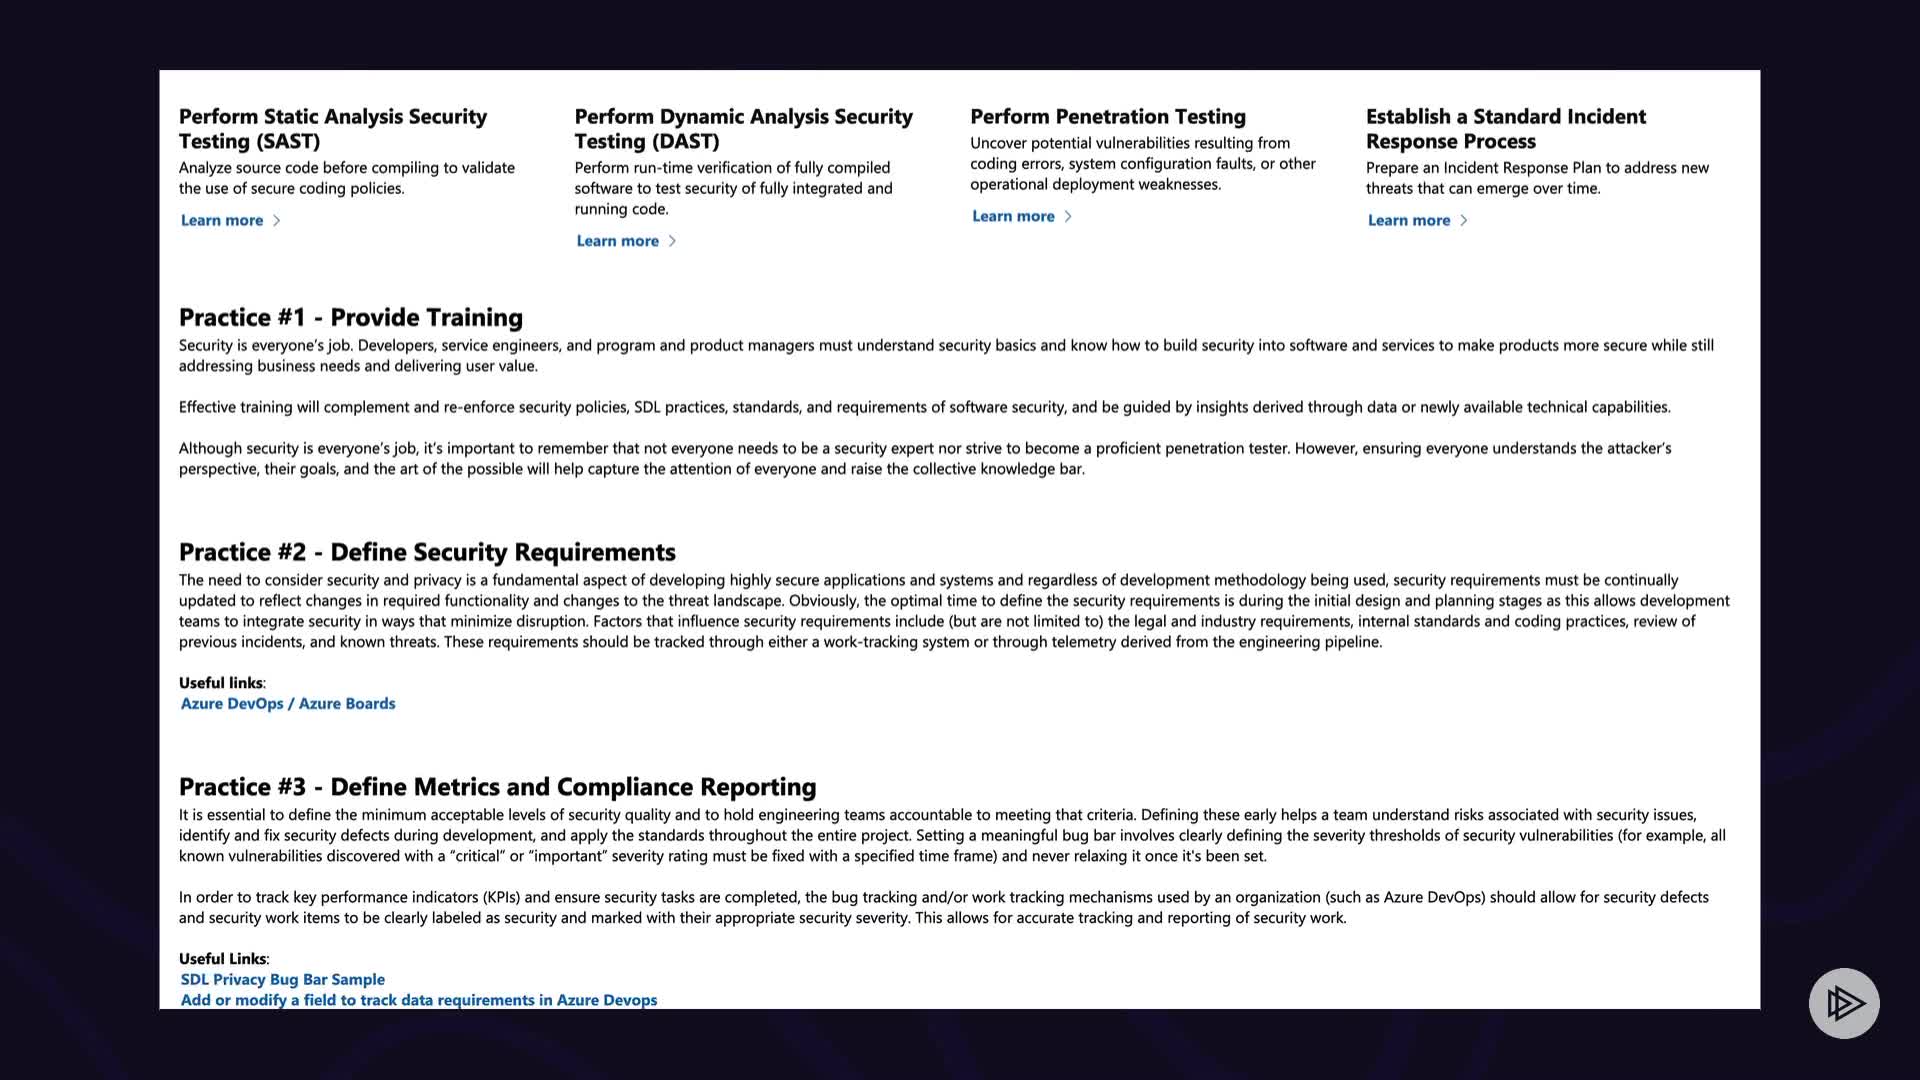 Perform Static Analysis Security
Testing (SAST)
Analyze source code before compiling to validate
the use of secure coding policies.
Learn more
Perform Dynamic Analysis Security
Testing (DAST)
Perform run-time verification of fully compiled
software to test security of fully integrated and
running code.
Learn more
Perform Penetration Testing
Uncover potential vulnerabilities resulting from
coding errors, system configuration faults, or other
operational deployment weaknesses.
Learn more
Establish a Standard Incident
Response Process
Prepare an Incident Response Plan to address new
threats that can emerge over time.
Learn more
Practice #1 - Provide Training
Security is everyone's job. Developers, service engineers, and program and product managers must understand security basics and know how to build security into software and services to make products more secure while still
addressing business needs and delivering user value.
Effective training will complement and re-enforce security policies, SDL practices, standards, and requirements of software security, and be guided by insights derived through data or newly available technical capabilities.
Although security is everyone's job, it's important to remember that not everyone needs to be a security expert nor strive to become a proficient penetration tester. However, ensuring everyone understands the attacker's
perspective, their goals, and the art of the possible will help capture the attention of everyone and raise the collective knowledge bar.
Practice #2 - Define Security Requirements
The need to consider security and privacy is a fundamental aspect of developing highly secure applications and systems and regardless of development methodology being used, security requirements must be continually
updated to reflect changes in required functionality and changes to the threat landscape. Obviously, the optimal time to define the security requirements is during the initial design and planning stages as this allows development
teams to integrate security in ways that minimize disruption. Factors that influence security requirements include (but are not limited to) the legal and industry requirements, internal standards and coding practices, review of
previous incidents, and known threats. These requirements should be tracked through either a work-tracking system or through telemetry derived from the engineering pipeline.
Useful links:
Azure DevOps / Azure Boards
Practice #3 - Define Metrics and Compliance Reporting
It is essential to define the minimum acceptable levels of security quality and to hold engineering teams accountable to meeting that criteria. Defining these early helps a team understand risks associated with security issues,
identify and fix security defects during development, and apply the standards throughout the entire project. Setting a meaningful bug bar involves clearly defining the severity thresholds of security vulnerabilities (for example, all
known vulnerabilities discovered with a “critical” or “important” severity rating must be fixed with a specified time frame) and never relaxing it once it's been set.
In order to track key performance indicators (KPIs) and ensure security tasks are completed, the bug tracking and/or work tracking mechanisms used by an organization (such as Azure DevOps) should allow for security defects
and security work items to be clearly labeled as security and marked with their appropriate security severity. This allows for accurate tracking and reporting of security work.
Useful Links:
SDL Privacy Bug Bar Sample
Add or modify a field to track data requirements in Azure Devops